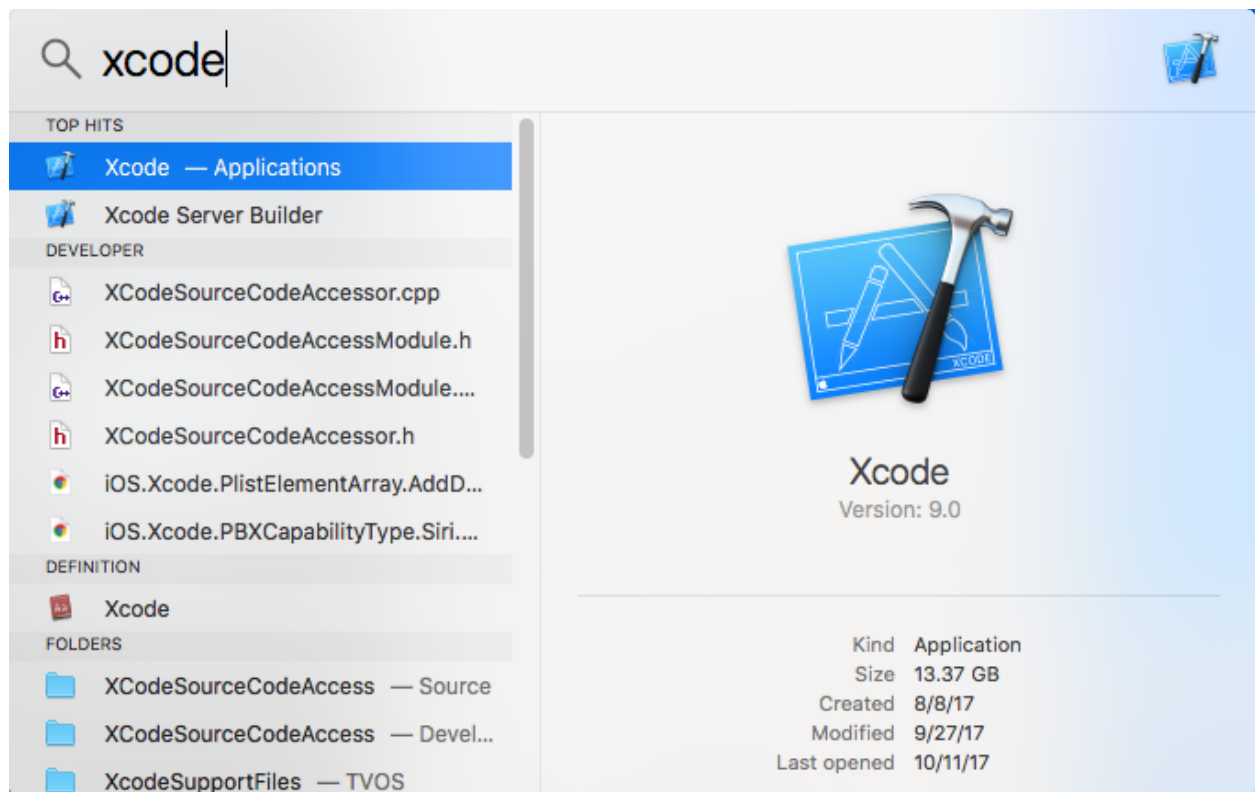 xcode
TOP HITS
Xcode — Applications
Xcode Server Builder
DEVELOPER
XCodeSourceCodeAccessor.cpp
XCodeSourceCodeAccessModule.h
XCodeSourceCodeAccessModule....
XCodeSourceCodeAccessor.h
iOS.Xcode.PlistElementArray.AddD...
iOS.Xcode.PBXCapabilityType.Siri....
DEFINITION
Xcode
FOLDERS
XCodeSourceCodeAccess — Source
XCodeSourceCodeAccess — Devel...
XcodeSupportFiles — TVOS
XCODE
Xcode
Version: 9.0
Kind Application
Size 13.37 GB
Created 8/8/17
Modified 9/27/17
Last opened 10/11/17